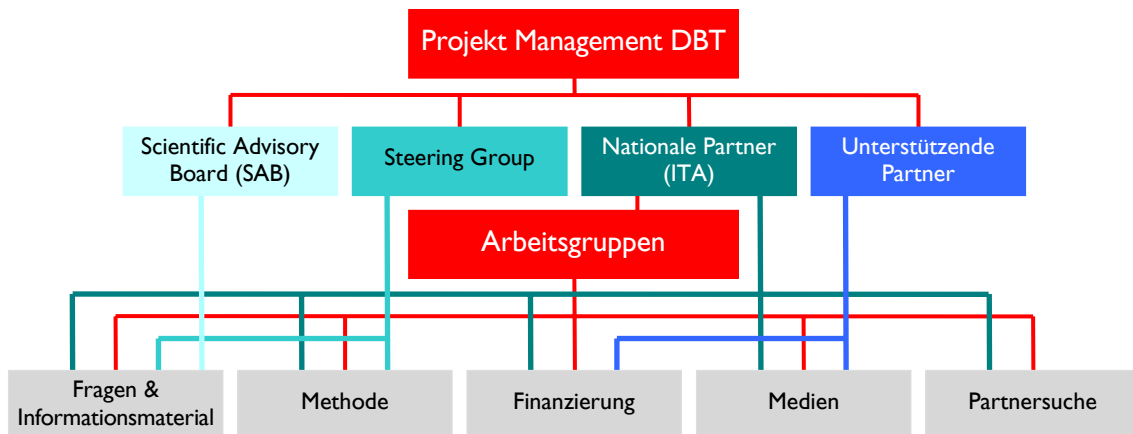 Projekt Management DBT
Scientific Advisory
Board (SAB)
Steering Group
Nationale Partner
(ITA)
Unterstützende
Partner
Arbeitsgruppen
Fragen &
Informationsmaterial
Methode
Finanzierung
Medien
Partnersuche